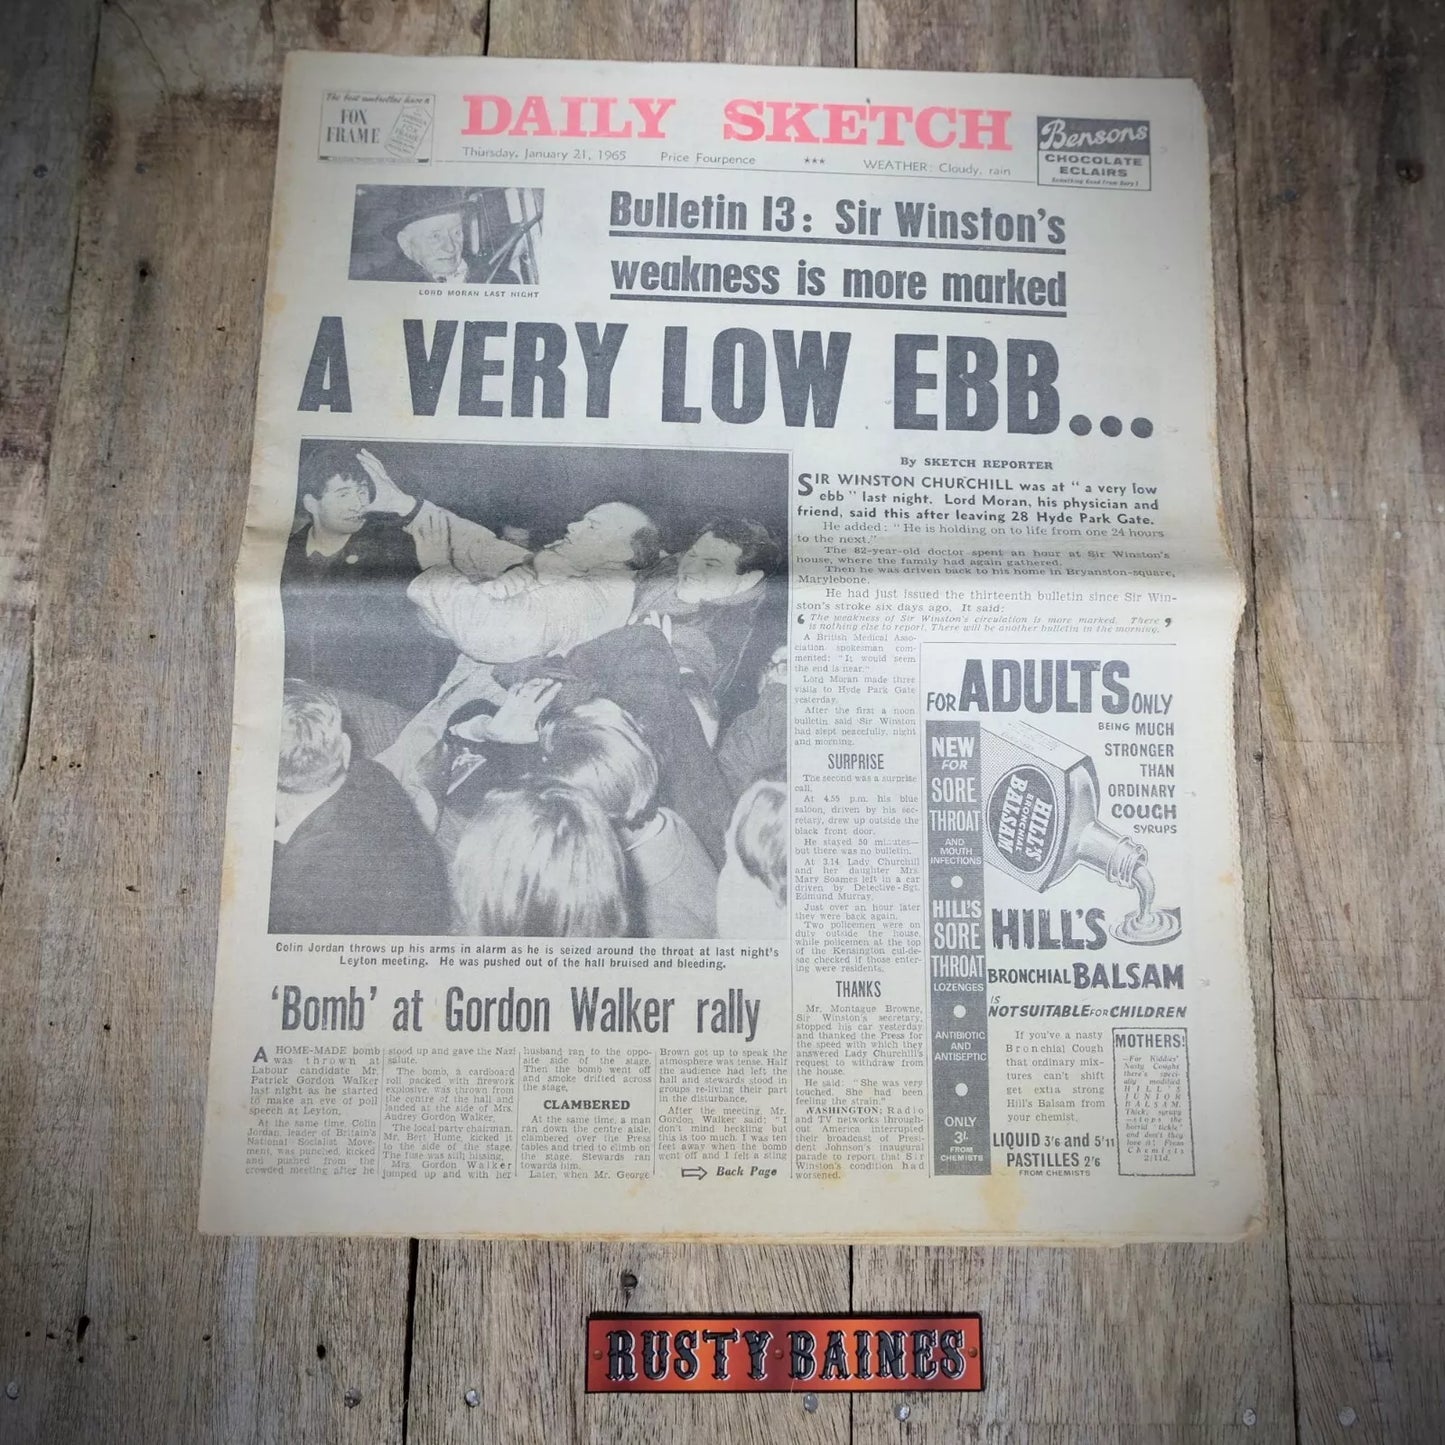 The best umbrellas have a
FOX
FRAME
DAILY SKETCH
Thursday, January 21, 1965 Price Fourpence *** WEATHER: Cloudy, rain
Bensons
CHOCOLATE
ECLAIRS
Something Good from Bury!
LORD MORAN LAST NIGHT
Bulletin 13: Sir Winston's
weakness is more marked
A VERY LOW EBB...
Colin Jordan throws up his arms in alarm as he is seized around the throat at last night's
Leyton meeting. He was pushed out of the hall bruised and bleeding.
'Bomb' at Gordon Walker rally
A HOME-MADE bomb
was thrown at
Labour candidate Mr.
Patrick Gordon Walker
last night as he started
to make an eve of poll
speech at Leyton.
At the same time, Colin
Jordan, leader of Britain's
National Social Move-
ment, was punched, kicked
and pushed from the
crowded meeting after he
stood up and gave the Nazi
salute.
The bomb, a cardboard
roll packed with firework
explosive, was thrown from
the centre of the hall and
landed at the side of Mrs.
Audrey Gordon Walker.
The local party chairman,
Mr. Bert Hume, kicked it
to the side of the stage.
The fuse was still hissing.
Mrs. Gordon Walker
jumped up and with her
husband ran to the oppo-
site side of the stage.
Then the bomb went off
and smoke drifted across
the stage.
CLAMBERED
At the same time, a man
ran down the centre aisle,
clambered over the Press
tables and tried to climb on
the stage. Stewards ran
towards him.
Later, when Mr. George
Brown got up to speak the
atmosphere was tense. Half
the audience had left the
hall and stewards stood in
groups re-living their part
in the disturbance.
After the meeting, Mr.
Gordon Walker said: "I
don't mind heckling but
this is too much. I was ten
feet away when the bomb
went off and I felt a sting
Back Page
By SKETCH REPORTER
SIR WINSTON CHURCHILL was at "a very low
ebb" last night. Lord Moran, his physician and
friend, said this after leaving 28 Hyde Park Gate.
He added: "He is holding on to life from one 24 hours
to the next."
The 82-year-old doctor spent an hour at Sir Winston's
house, where the family had again gathered.
Then he was driven back to his home in Bryanston-square,
Marylebone.
He had just issued the thirteenth bulletin since Sir Win-
ston's stroke six days ago. It said:
'The weakness of Sir Winston's circulation is more marked. There
is nothing else to report. There will be another bulletin in the morning.'
A British Medical Asso-
ciation spokesman com-
mented: "It would seem
the end is near."
Lord Moran made three
visits to Hyde Park Gate
yesterday.
After the first a noon
bulletin said Sir Winston
had slept peacefully, night
and morning.
SURPRISE
The second was a surprise
call.
At 4.55 p.m. his blue
saloon, driven by his sec-
retary, drew up outside the
black front door.
He stayed 50 minutes—
but there was no bulletin.
At 3.14 Lady Churchill
and her daughter Mrs.
Mary Soames left in a car
driven by Detective-Sgt.
Edmund Murray.
Just over an hour later
they were back again.
Two policemen were on
duty outside the house,
while policemen at the top
of the Kensington cul-de-
sac checked if those enter-
ing were residents.
THANKS
Mr. Montague Browne,
Sir Winston's secretary,
stopped his car yesterday
and thanked the Press for
the speed with which they
answered Lady Churchill's
request to withdraw from
the house.
He said: "She was very
touched. She had been
feeling the strain."
WASHINGTON: Radio
and TV networks through-
out America interrupted
their broadcast of Presi-
dent Johnson's inaugural
parade to report that Sir
Winston's condition had
worsened.
FOR ADULTS ONLY
BEING MUCH
STRONGER
THAN
ORDINARY
COUGH
SYRUPS
HILL'S
BRONCHIAL
BALSAM
NEW
FOR
SORE
THROAT
AND
MOUTH
INFECTIONS
HILL'S
SORE
THROAT
LOZENGES
ANTIBIOTIC
AND
ANTISEPTIC
ONLY
3/-
FROM
CHEMISTS
HILL'S
BRONCHIAL BALSAM
IS
NOT SUITABLE FOR CHILDREN
If you've a nasty
Bronchial Cough
that ordinary mix-
tures can't shift
get extra strong
Hill's Balsam from
your chemist.
LIQUID 3'6 and 5'11
PASTILLES 2'6
FROM CHEMISTS
MOTHERS!
—For Kiddies'
Nasty Coughs
there's speci-
ally modified
HILL'S
JUNIOR
BALSAM.
Thick, syrupy
stops the
horrid 'tickle'
and don't they
love it! From
Chemists
2/11d.
RUSTY BAINES